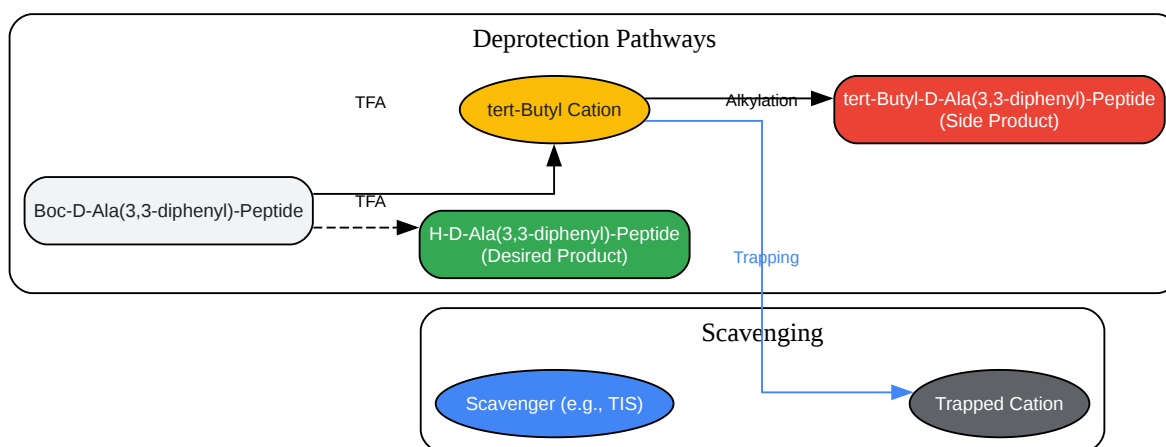 Deprotection Pathways
TFA
tert-Butyl Cation
Alkylation
tert-Butyl-D-Ala(3,3-diphenyl)-Peptide
(Side Product)
Boc-D-Ala(3,3-diphenyl)-Peptide
TFA
H-D-Ala(3,3-diphenyl)-Peptide
(Desired Product)
Trapping
Scavenging
Scavenger (e.g., TIS)
Trapped Cation